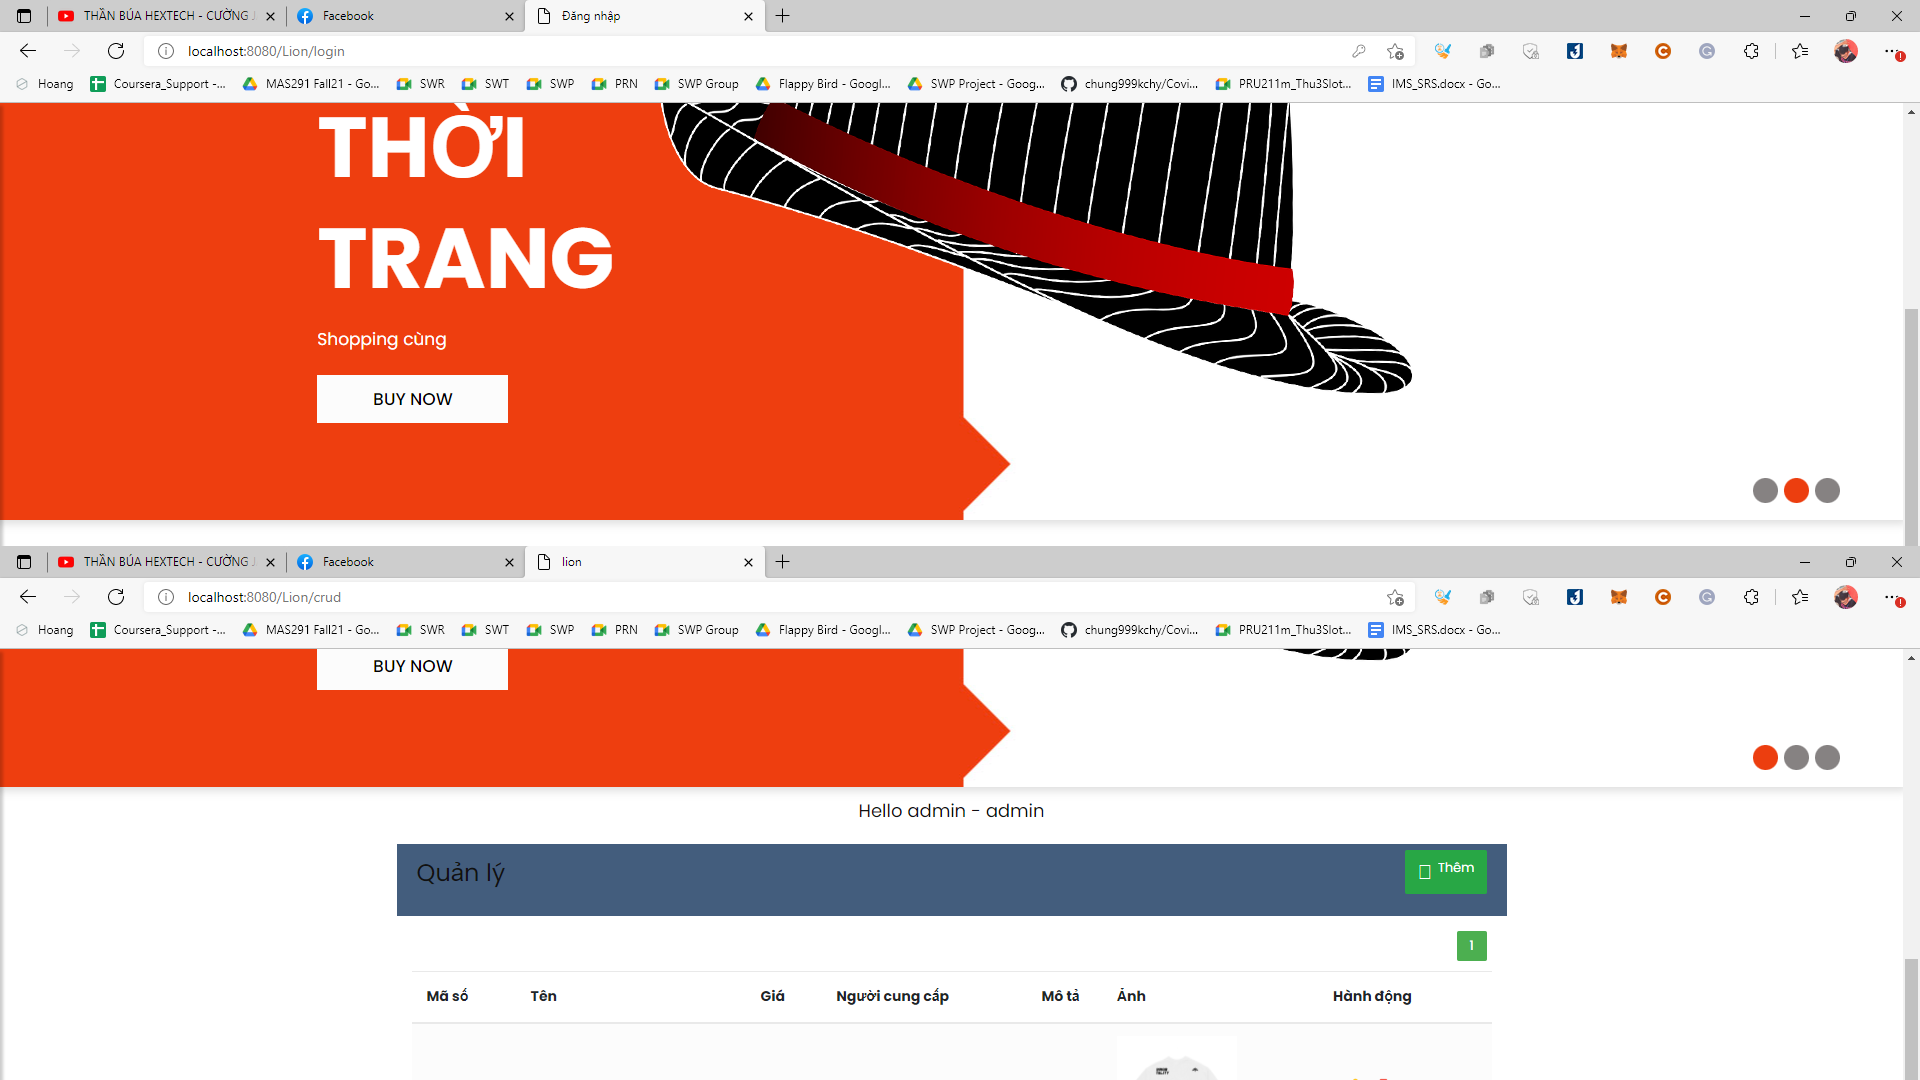 THẦN BÚA HEXTECH - CƯỜNG
Facebook
Đăng nhập
localhost:8080/Lion/login
Hoang
Coursera_Support -...
MAS291 Fall21 - Go...
SWR
SWT
SWP
PRN
SWP Group
Flappy Bird - Googl...
SWP Project - Goog...
chung999kchy/Covi...
PRU211m_Thu3Slot...
IMS_SRS.docx - Go...
THỜI
TRANG
Shopping cùng
BUY NOW
THẦN BÚA HEXTECH - CƯỜNG
Facebook
lion
localhost:8080/Lion/crud
Hoang
Coursera_Support -...
MAS291 Fall21 - Go...
SWR
SWT
SWP
PRN
SWP Group
Flappy Bird - Googl...
SWP Project - Goog...
chung999kchy/Covi...
PRU211m_Thu3Slot...
IMS_SRS.docx - Go...
BUY NOW
Hello admin - admin
Quản lý
Thêm
1
Mã số
Tên
Giá
Người cung cấp
Mô tả
Ảnh
Hành động